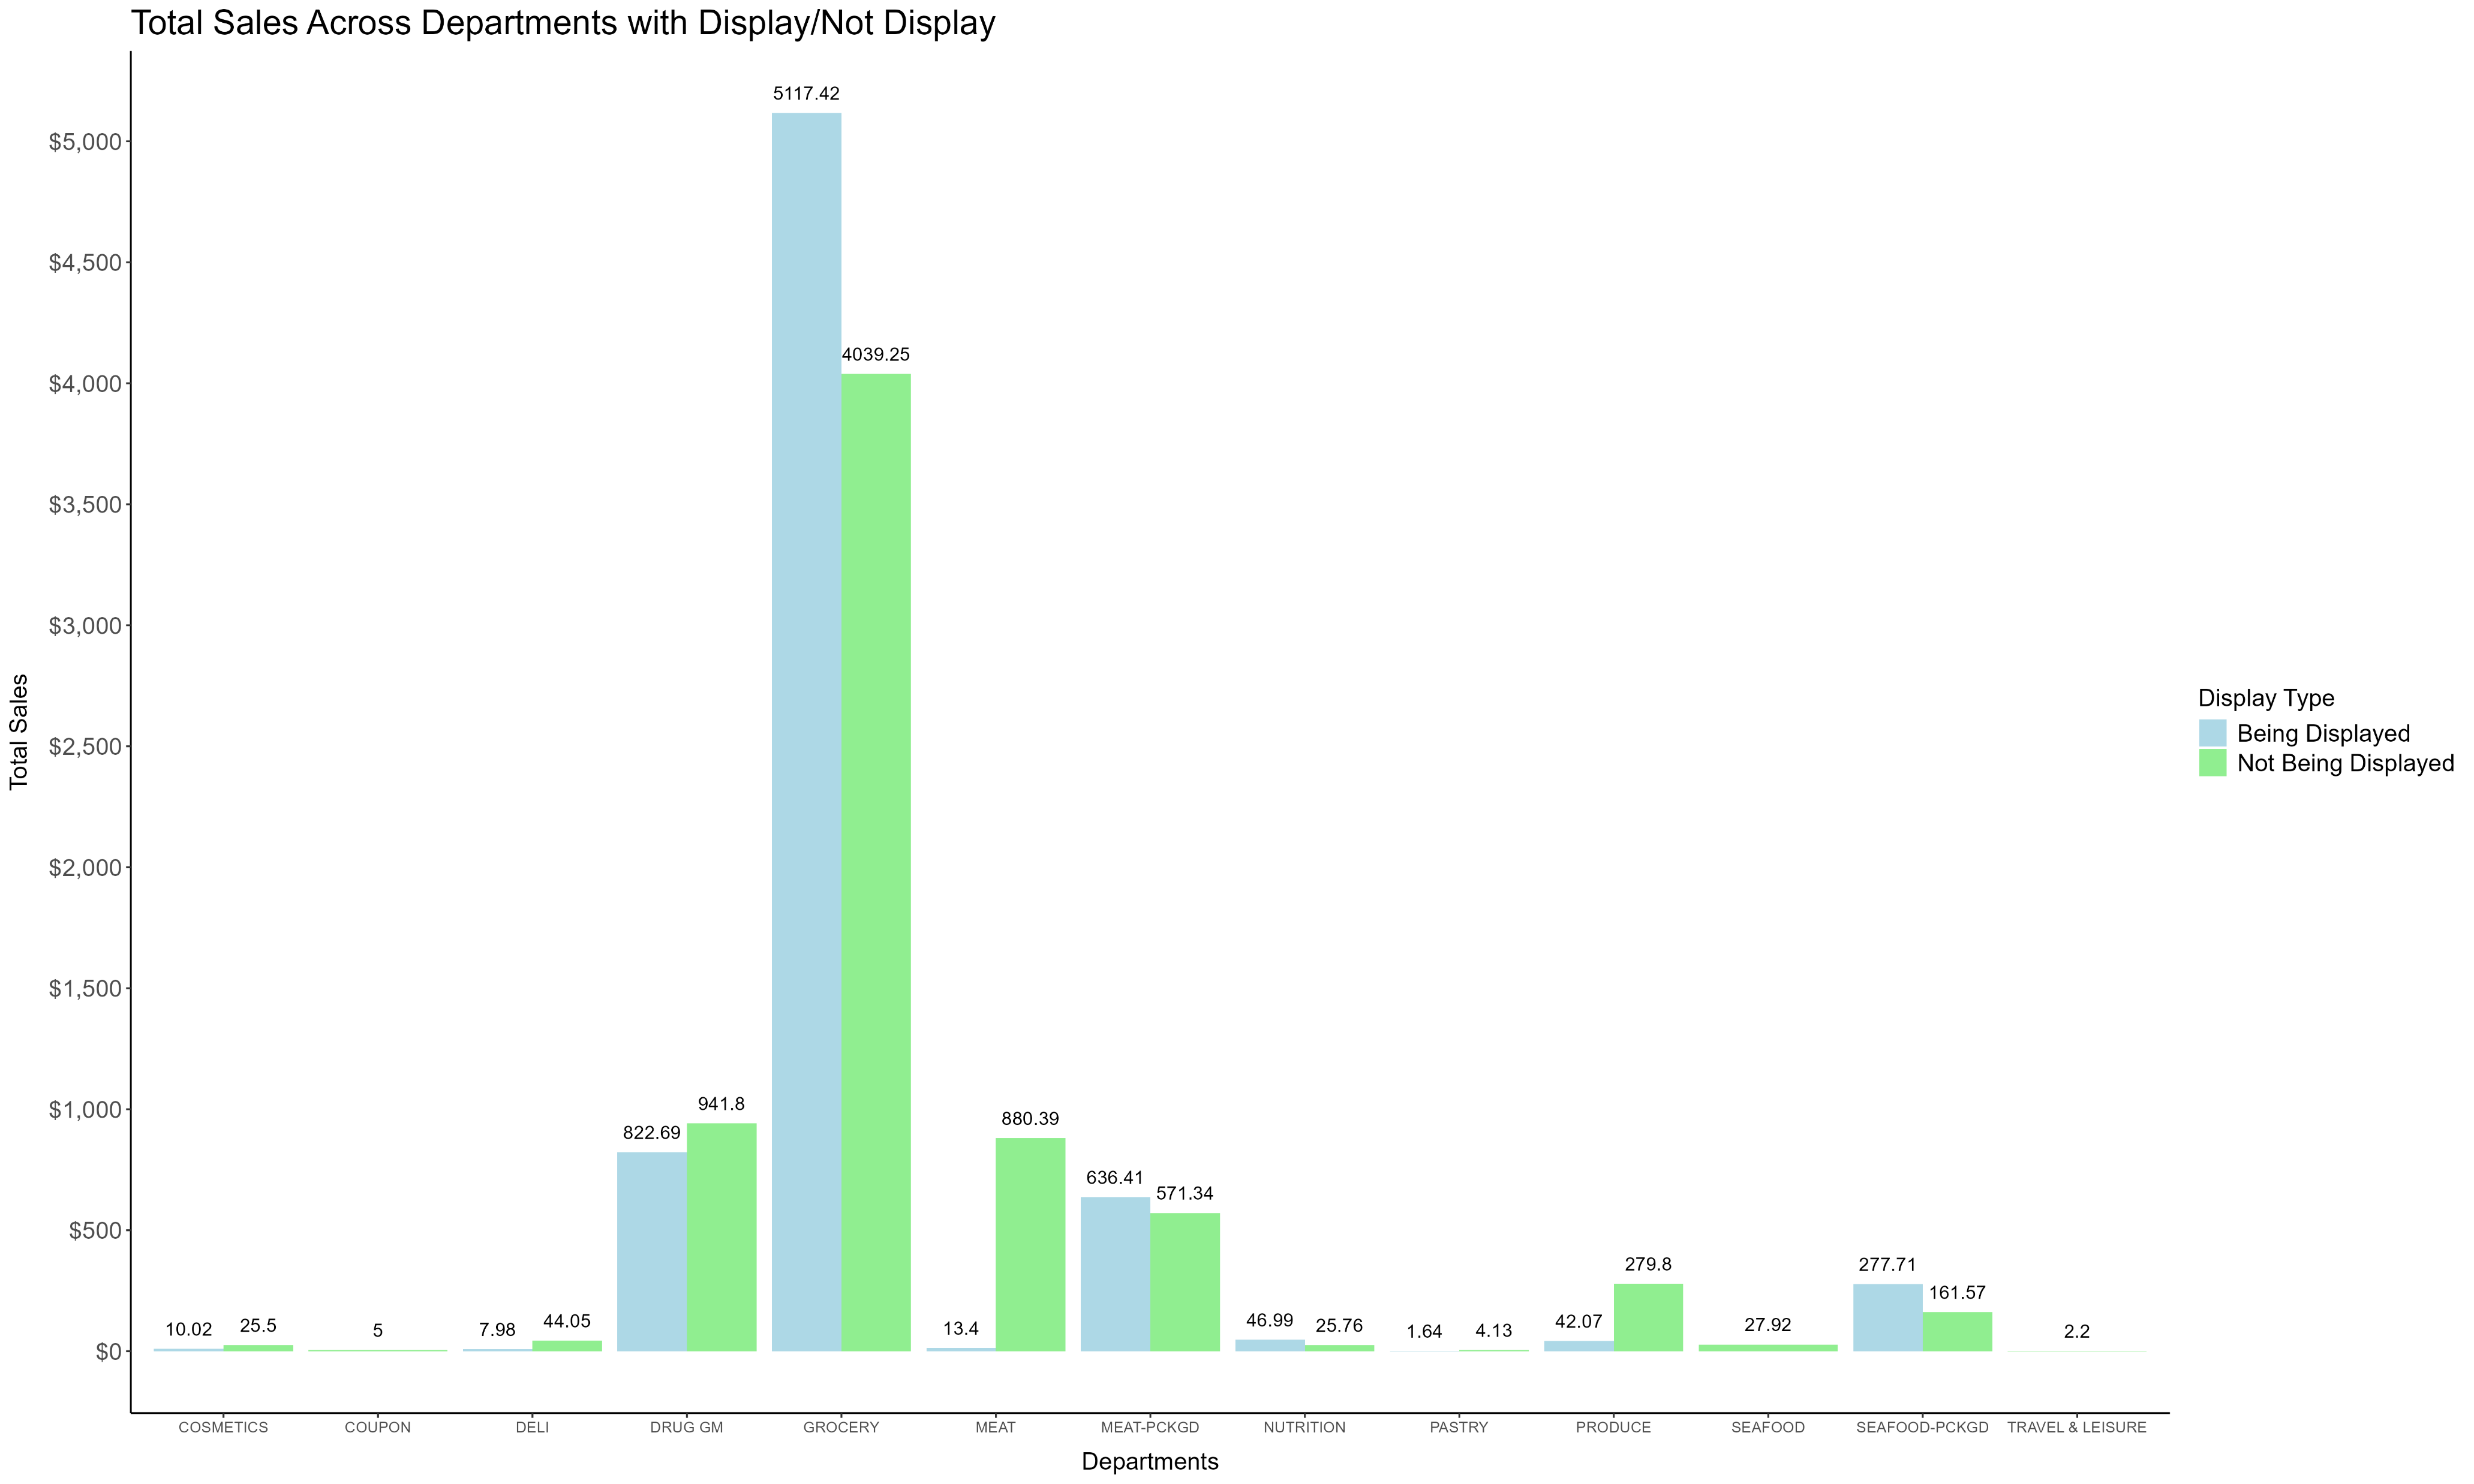 Total Sales Across Departments with Display/Not Display
Total Sales
$5,000
$4,500
$4,000
$3,500
$3,000
$2,500
$2,000
$1,500
$1,000
$500
$0
10.02
25.5
5
7.98
44.05
822.69
941.8
5117.42
4039.25
13.4
880.39
636.41
571.34
46.99
25.76
1.64
4.13
42.07
279.8
27.92
277.71
161.57
2.2
COSMETICS
COUPON
DELI
DRUG GM
GROCERY
MEAT
MEAT-PCKGD
NUTRITION
PASTRY
PRODUCE
SEAFOOD
SEAFOOD-PCKGD
TRAVEL & LEISURE
Departments
Display Type
Being Displayed
Not Being Displayed